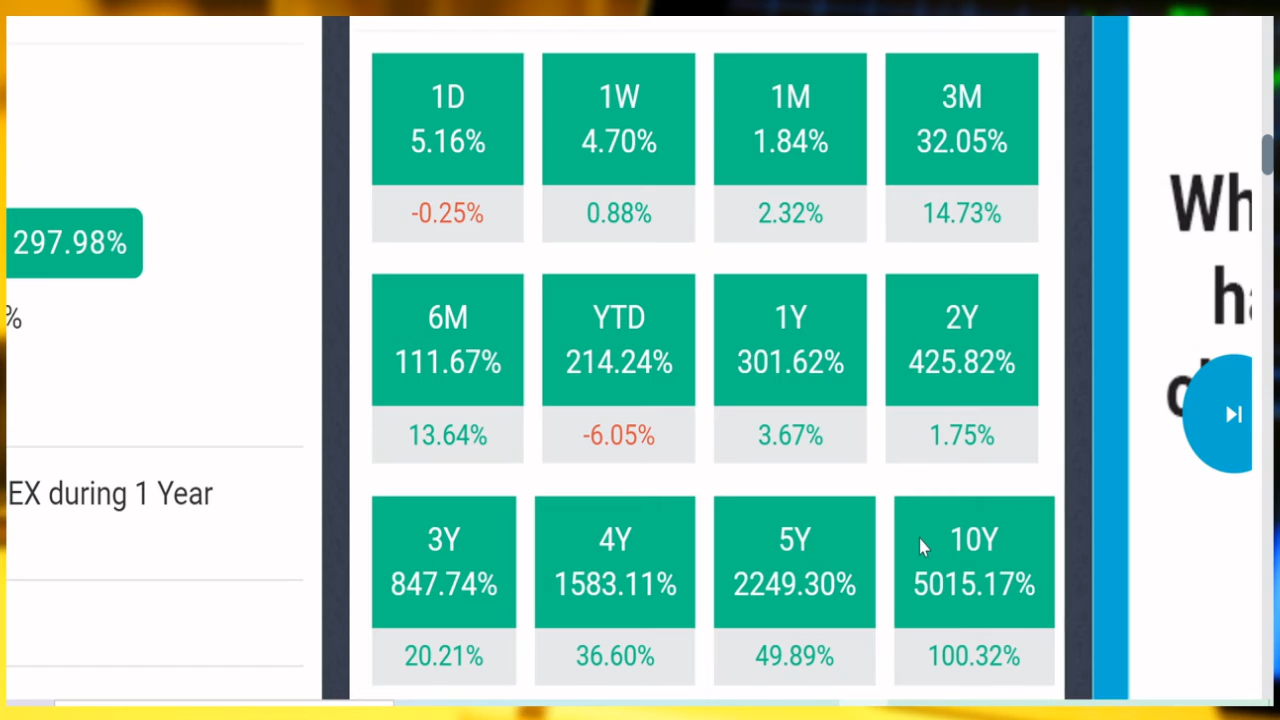 297.98%
%
EX during 1 Year
1D
5.16%
-0.25%
1W
4.70%
0.88%
1M
1.84%
2.32%
3M
32.05%
14.73%
6M
111.67%
13.64%
YTD
214.24%
-6.05%
1Y
301.62%
3.67%
2Y
425.82%
1.75%
3Y
847.74%
20.21%
4Y
1583.11%
36.60%
5Y
2249.30%
49.89%
10Y
5015.17%
100.32%
Wh